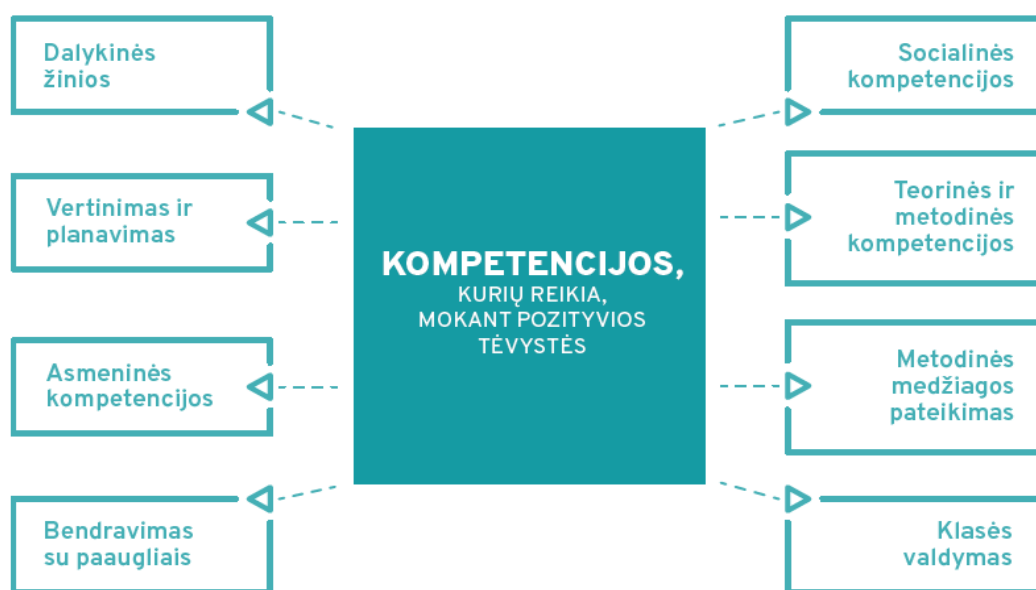 Dalykinės
žinios
Vertinimas ir
planavimas
Asmeninės
kompetencijos
Bendravimas
su paaugliais
KOMPETENCIJOS,
KURIŲ REIKIA,
MOKANT POZITYVIOS
TĖVYSTĖS
Socialinės
kompetencijos
Teorinės ir
metodinės
kompetencijos
Metodinės
medžiagos
pateikimas
Klasės
valdymas